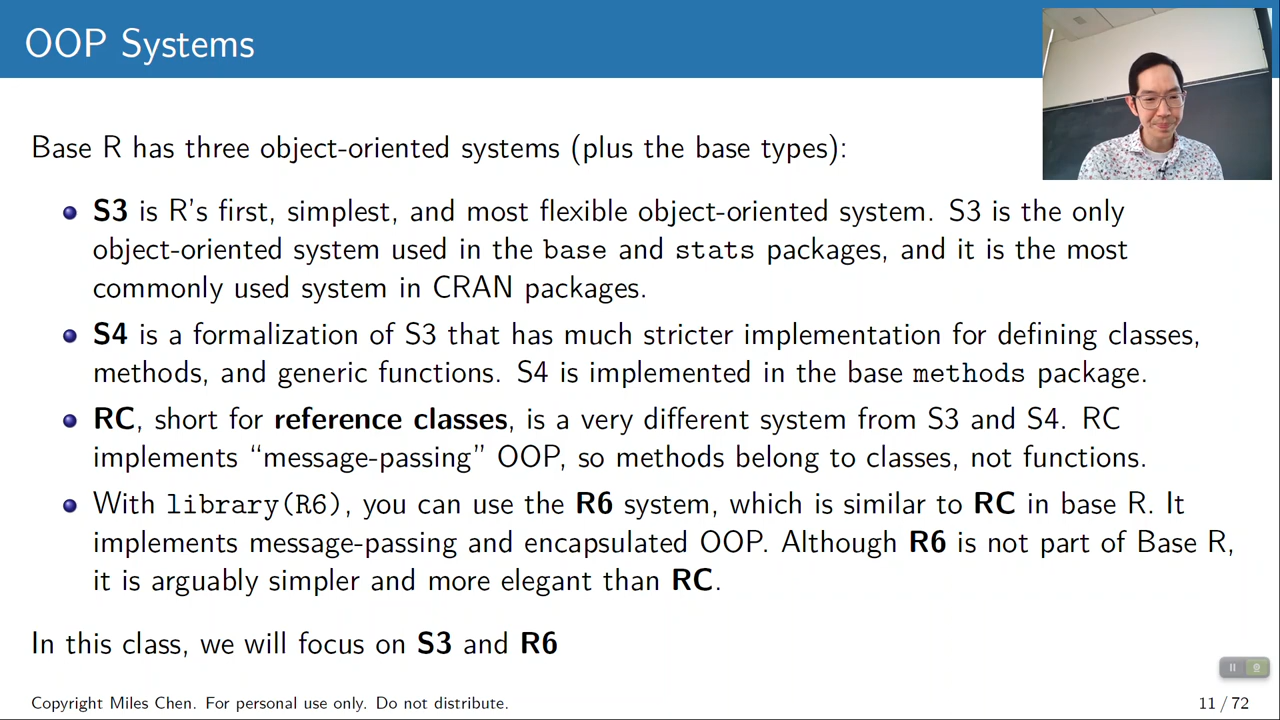 OOP Systems
Base R has three object-oriented systems (plus the base types):
S3 is R's first, simplest, and most flexible object-oriented system. S3 is the only
object-oriented system used in the base and stats packages, and it is the most
commonly used system in CRAN packages.
S4 is a formalization of S3 that has much stricter implementation for defining classes,
methods, and generic functions. S4 is implemented in the base methods package.
RC, short for reference classes, is a very different system from S3 and S4. RC
implements “message-passing” OOP, so methods belong to classes, not functions.
With library(R6), you can use the R6 system, which is similar to RC in base R. It
implements message-passing and encapsulated OOP. Although R6 is not part of Base R,
it is arguably simpler and more elegant than RC.
In this class, we will focus on S3 and R6
Copyright Miles Chen. For personal use only. Do not distribute.
11 / 72